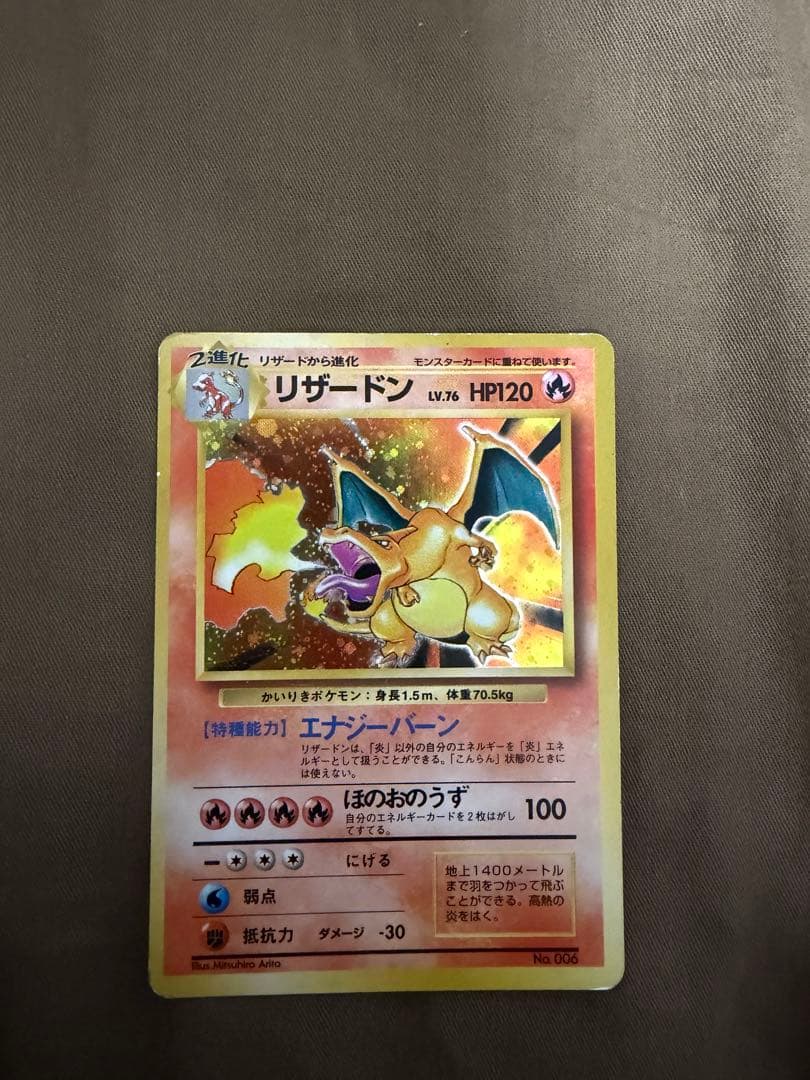 2進化 リザードから進化 モンスターカードに重ねて使います。
リザードン LV.76 HP120
かいりきポケモン：身長1.5m、体重70.5kg
【特種能力】エナジーバーン
リザードンは、「炎」以外の自分のエネルギーを「炎」エネ
ルギーとして扱うことができる。「こんらん」状態のときに
は使えない。
ほのおのうず 100
自分のエネルギーカードを2枚はがし
てすてる。
にげる
弱点
抵抗力 ダメージ -30
地上1400メートル
まで羽をつかって飛ぶ
ことができる。高熱の
炎をはく。
Illus. Mitsuhiro Arita No. 006